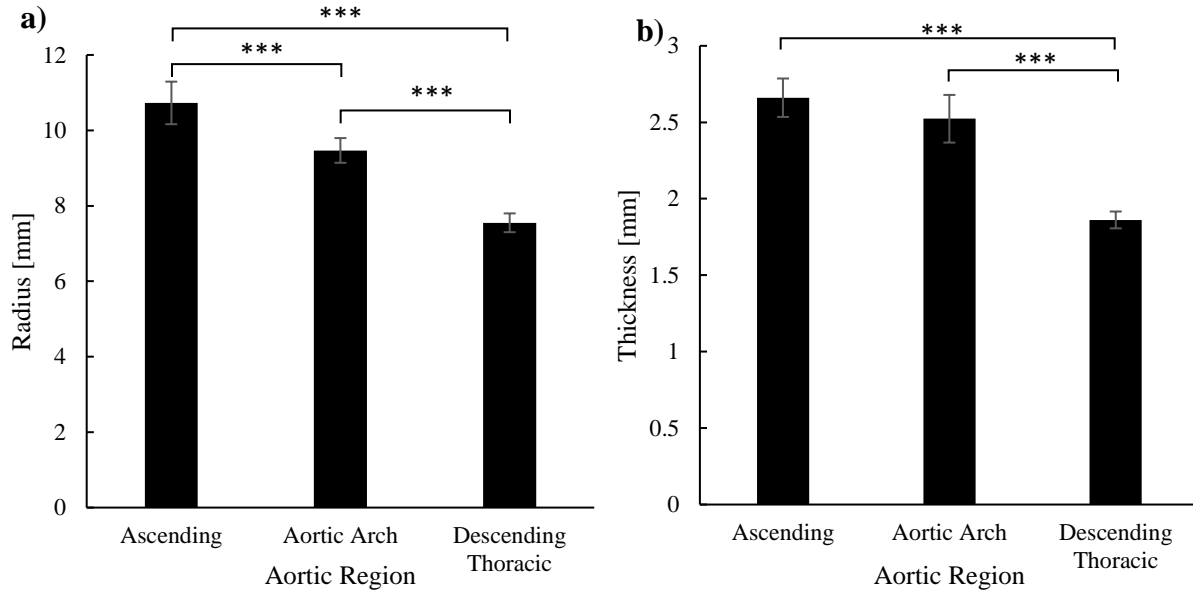 a)
***
***
***
12
10
8
6
4
2
0
Radius [mm]
Ascending
Aortic Arch
Descending
Thoracic
Aortic Region
b)
***
***
3
2.5
2
1.5
1
0.5
0
Thickness [mm]
Ascending
Aortic Arch
Descending
Thoracic
Aortic Region